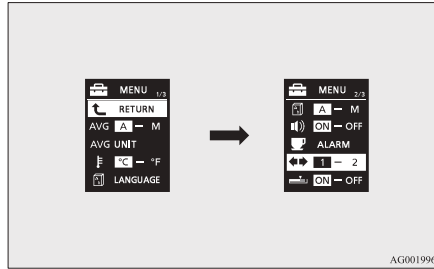 MENU 1/3
RETURN
AVG A – M
AVG UNIT
°C – °F
LANGUAGE
MENU 2/3
A – M
ON – OFF
ALARM
1 – 2
ON – OFF
AG001996